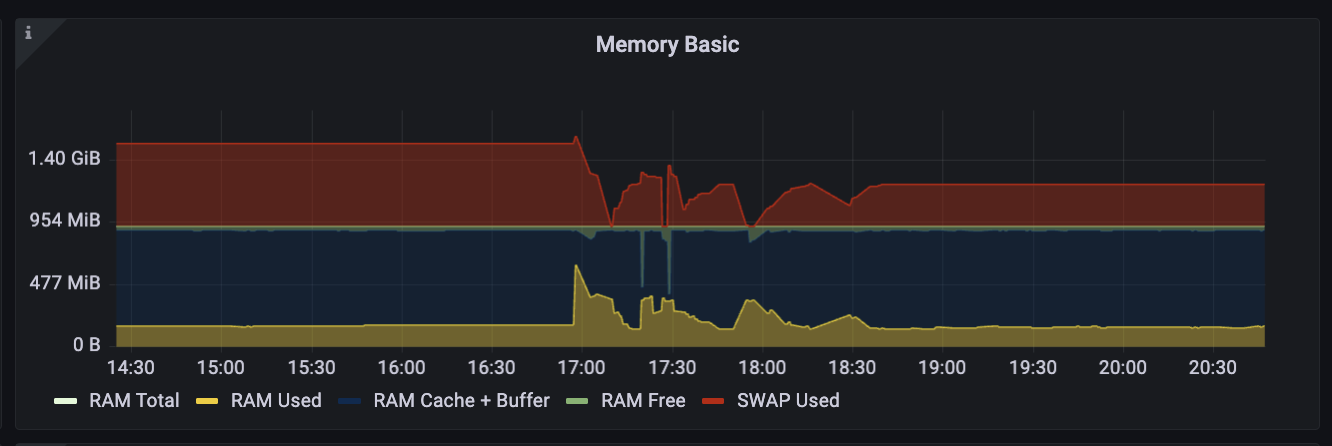 i
Memory Basic
1.40 GiB
954 MiB
477 MiB
0 B
14:30 15:00 15:30 16:00 16:30 17:00 17:30 18:00 18:30 19:00 19:30 20:00 20:30
RAM Total RAM Used RAM Cache + Buffer RAM Free SWAP Used